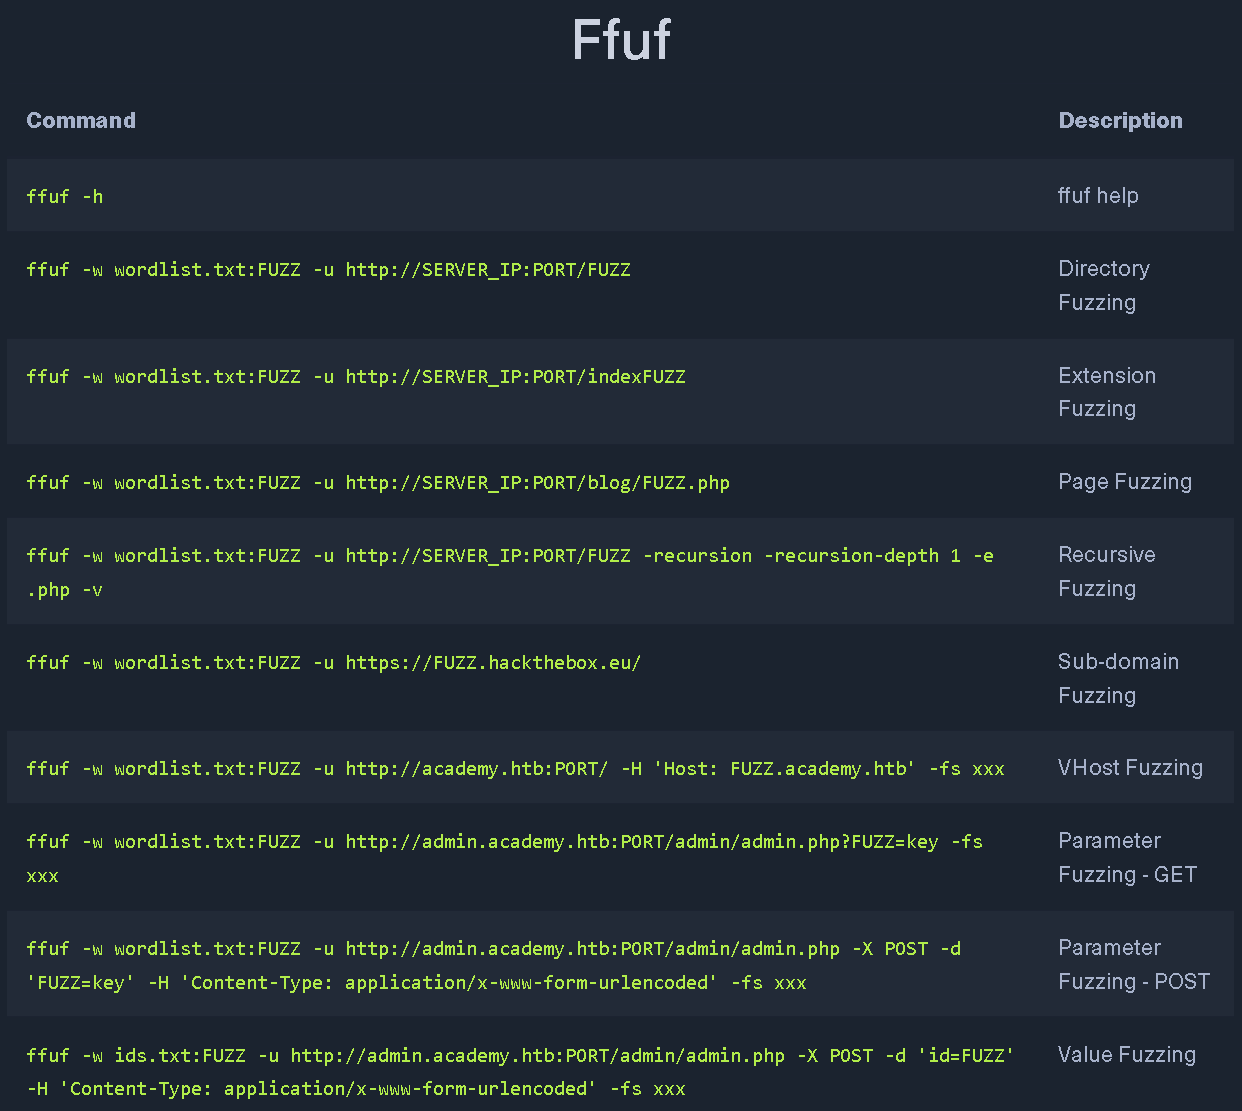 Ffuf
Command Description
ffuf -h ffuf help
ffuf -w wordlist.txt:FUZZ -u http://SERVER_IP:PORT/FUZZ Directory
Fuzzing
ffuf -w wordlist.txt:FUZZ -u http://SERVER_IP:PORT/indexFUZZ Extension
Fuzzing
ffuf -w wordlist.txt:FUZZ -u http://SERVER_IP:PORT/blog/FUZZ.php Page Fuzzing
ffuf -w wordlist.txt:FUZZ -u http://SERVER_IP:PORT/FUZZ -recursion -recursion-depth 1 -e Recursive
.php -v Fuzzing
ffuf -w wordlist.txt:FUZZ -u https://FUZZ.hackthebox.eu/ Sub-domain
Fuzzing
ffuf -w wordlist.txt:FUZZ -u http://academy.htb:PORT/ -H 'Host: FUZZ.academy.htb' -fs xxx VHost Fuzzing
ffuf -w wordlist.txt:FUZZ -u http://admin.academy.htb:PORT/admin/admin.php?FUZZ=key -fs Parameter
xxx Fuzzing - GET
ffuf -w wordlist.txt:FUZZ -u http://admin.academy.htb:PORT/admin/admin.php -X POST -d Parameter
'FUZZ=key' -H 'Content-Type: application/x-www-form-urlencoded' -fs xxx Fuzzing - POST
ffuf -w ids.txt:FUZZ -u http://admin.academy.htb:PORT/admin/admin.php -X POST -d 'id=FUZZ' Value Fuzzing
-H 'Content-Type: application/x-www-form-urlencoded' -fs xxx